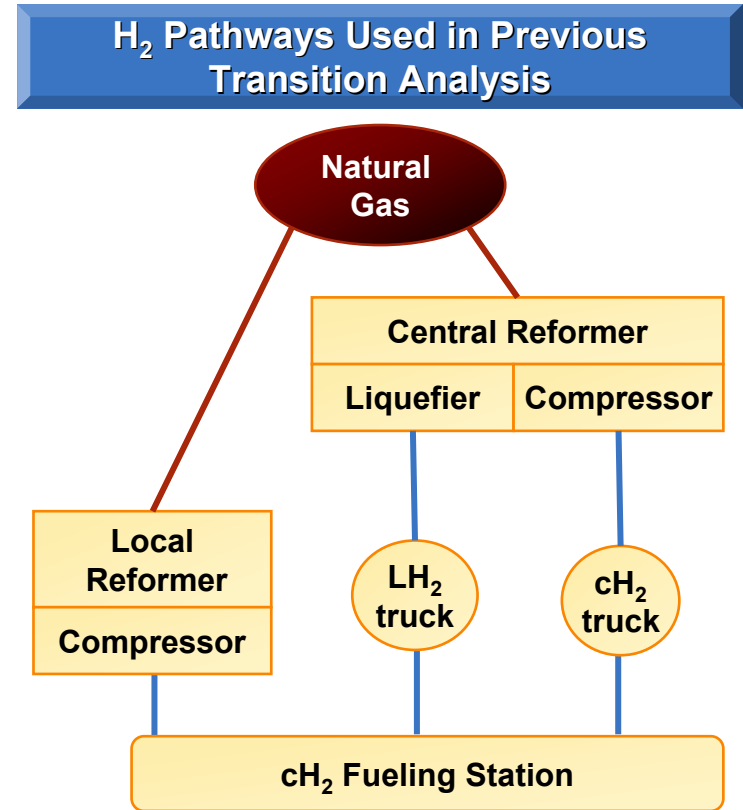 H₂ Pathways Used in Previous
Transition Analysis
Natural
Gas
Central Reformer
Liquefier
Compressor
Local
Reformer
Compressor
LH₂
truck
cH₂
truck
cH₂ Fueling Station